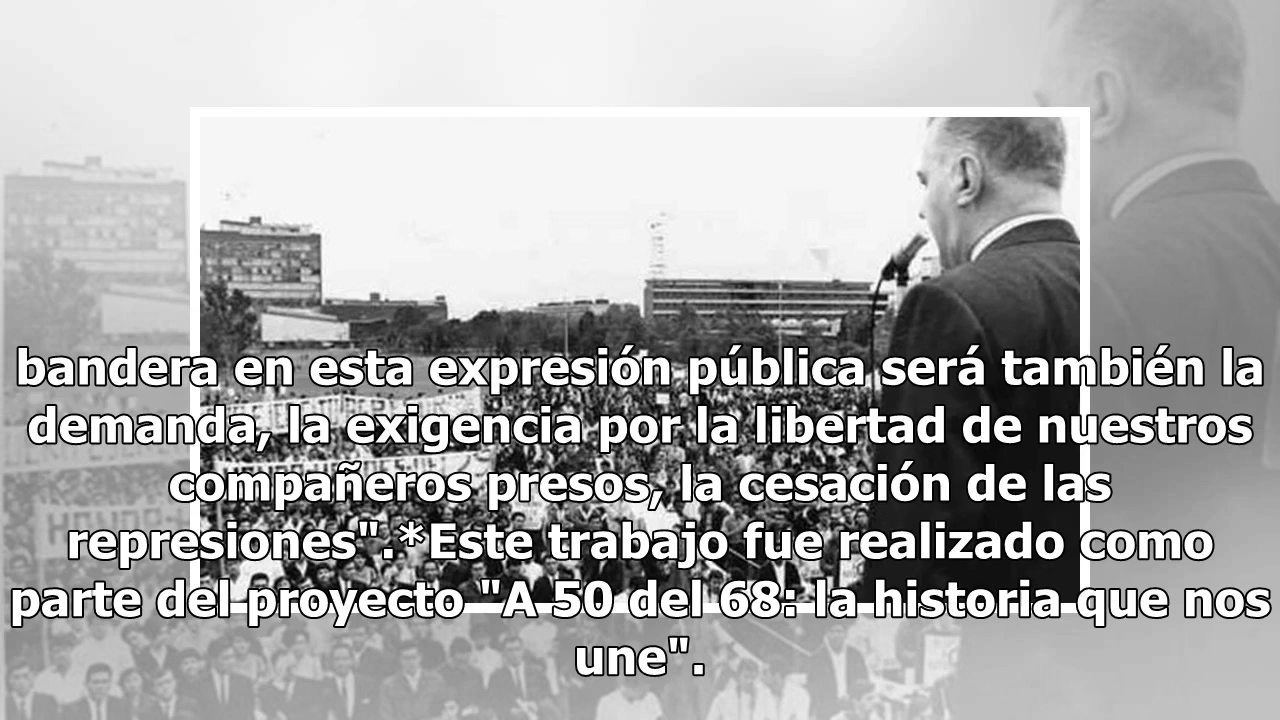 bandera en esta expresión pública será también la
demanda, la exigencia por la libertad de nuestros
compañeros presos, la cesación de las
represiones".*Este trabajo fue realizado como
parte del proyecto "A 50 del 68: la historia que nos
une".